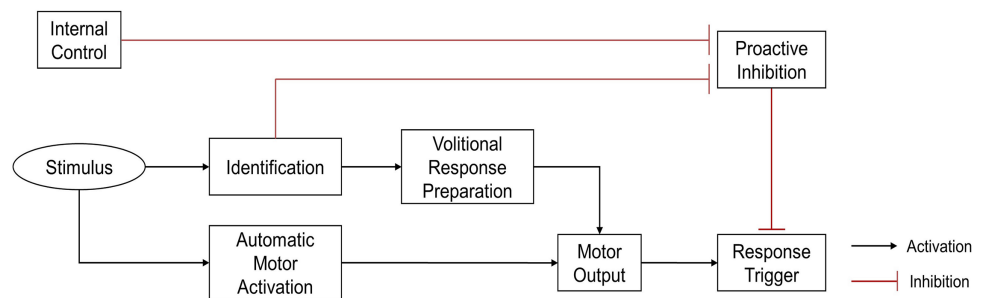 Internal
Control
Proactive
Inhibition
Stimulus
Identification
Volitional
Response
Preparation
Automatic
Motor
Activation
Motor
Output
Response
Trigger
Activation
Inhibition